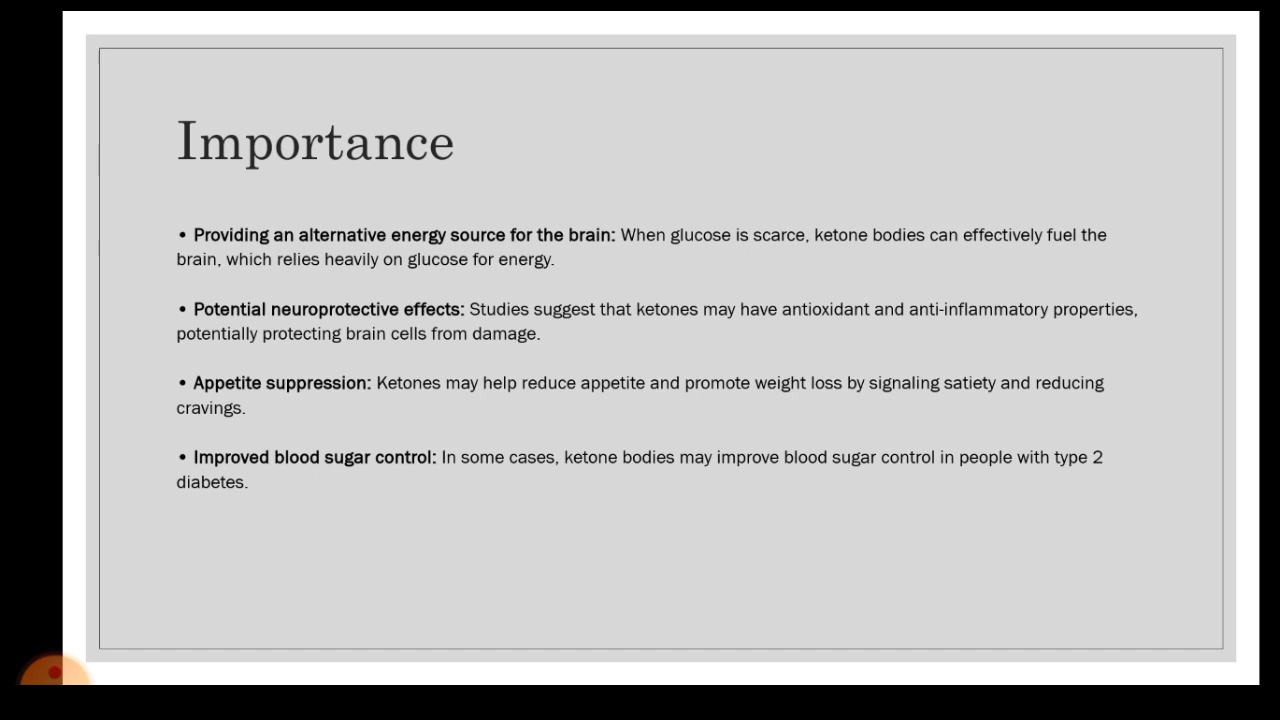 Importance
• Providing an alternative energy source for the brain: When glucose is scarce, ketone bodies can effectively fuel the
brain, which relies heavily on glucose for energy.
• Potential neuroprotective effects: Studies suggest that ketones may have antioxidant and anti-inflammatory properties,
potentially protecting brain cells from damage.
• Appetite suppression: Ketones may help reduce appetite and promote weight loss by signaling satiety and reducing
cravings.
• Improved blood sugar control: In some cases, ketone bodies may improve blood sugar control in people with type 2
diabetes.